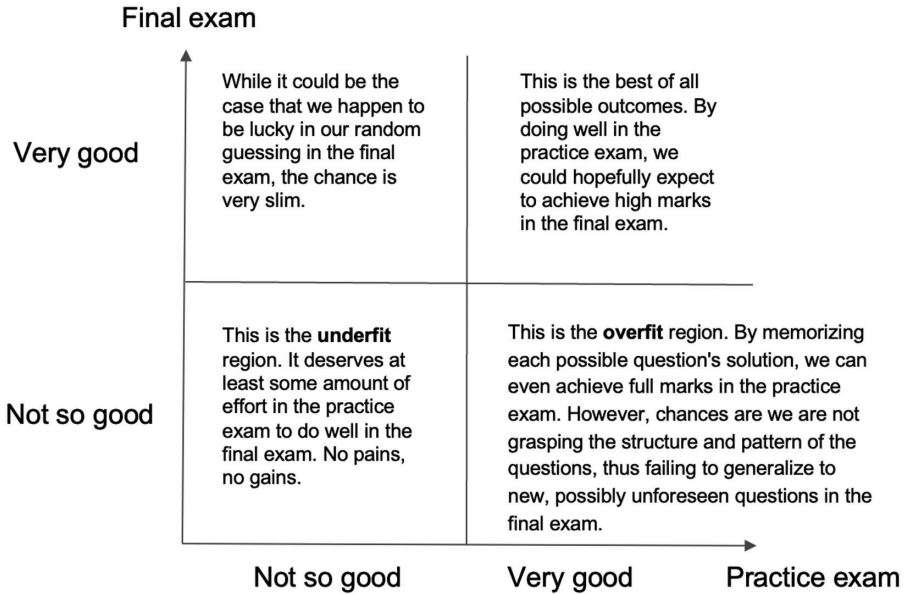 Final exam
Very good
While it could be the
case that we happen to
be lucky in our random
guessing in the final
exam, the chance is
very slim.
This is the best of all
possible outcomes. By
doing well in the
practice exam, we
could hopefully expect
to achieve high marks
in the final exam.
Not so good
This is the underfit
region. It deserves at
least some amount of
effort in the practice
exam to do well in the
final exam. No pains,
no gains.
This is the overfit region. By memorizing
each possible question's solution, we can
even achieve full marks in the practice
exam. However, chances are we are not
grasping the structure and pattern of the
questions, thus failing to generalize to
new, possibly unforeseen questions in the
final exam.
Not so good
Very good
Practice exam